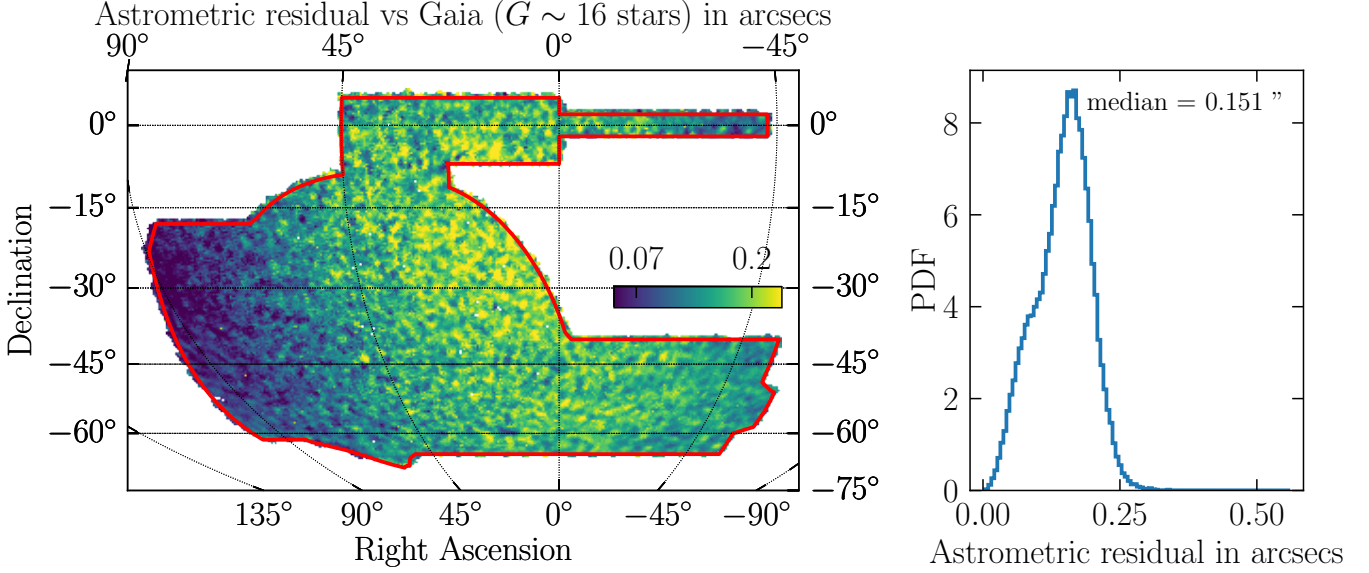 Astrometric residual vs Gaia (G ∼ 16 stars) in arcsecs
90° 45° 0° −45°
0° 0°
−15° −15°
0.07 0.2
−30° −30°
−45° −45°
−60° −60°
−75°
135° 90° 45° 0° −45° −90°
Right Ascension
Declination
median = 0.151 ”
8
6
4
2
0
0.00 0.25 0.50
Astrometric residual in arcsecs
PDF